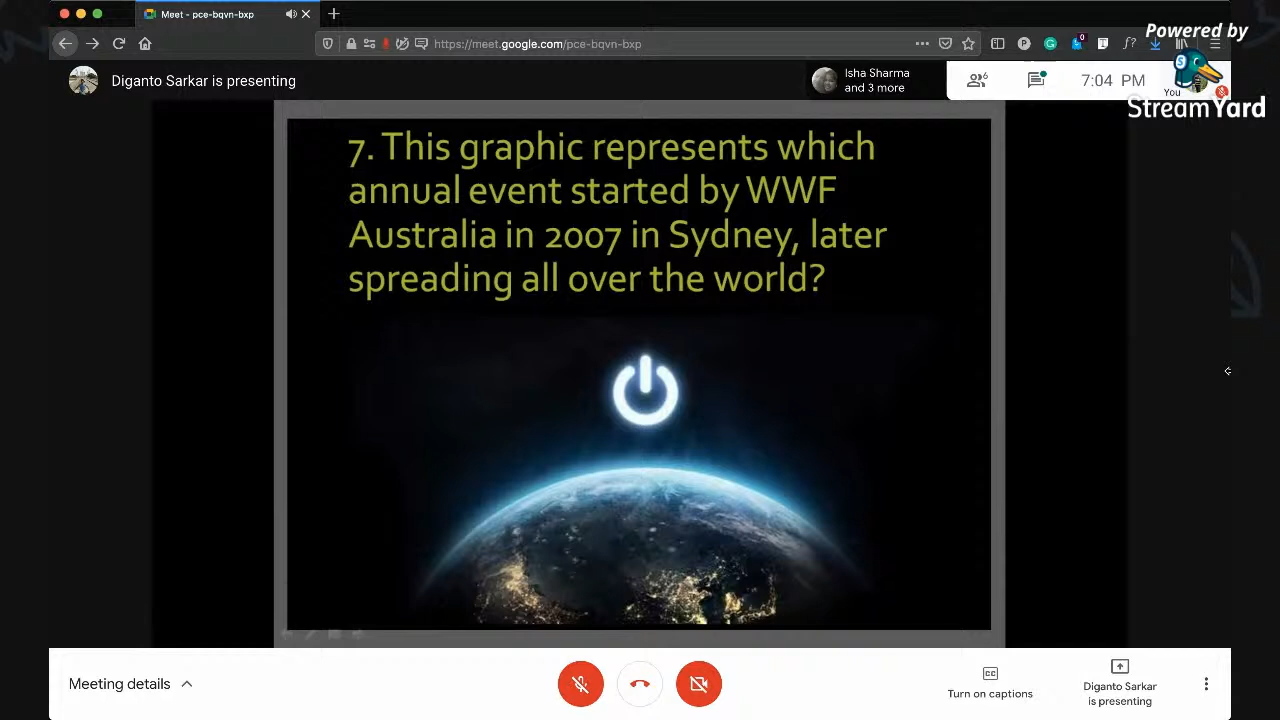 Meet - pce-bqvn-bxp
Powered by
https://meet.google.com/pce-bqvn-bxp
0
f?
Diganto Sarkar is presenting
Isha Sharma
and 3 more
6
7:04 PM
You
StreamYard
7. This graphic represents which
annual event started by WWF
Australia in 2007 in Sydney, later
spreading all over the world?
Meeting details
Turn on captions
Diganto Sarkar
is presenting